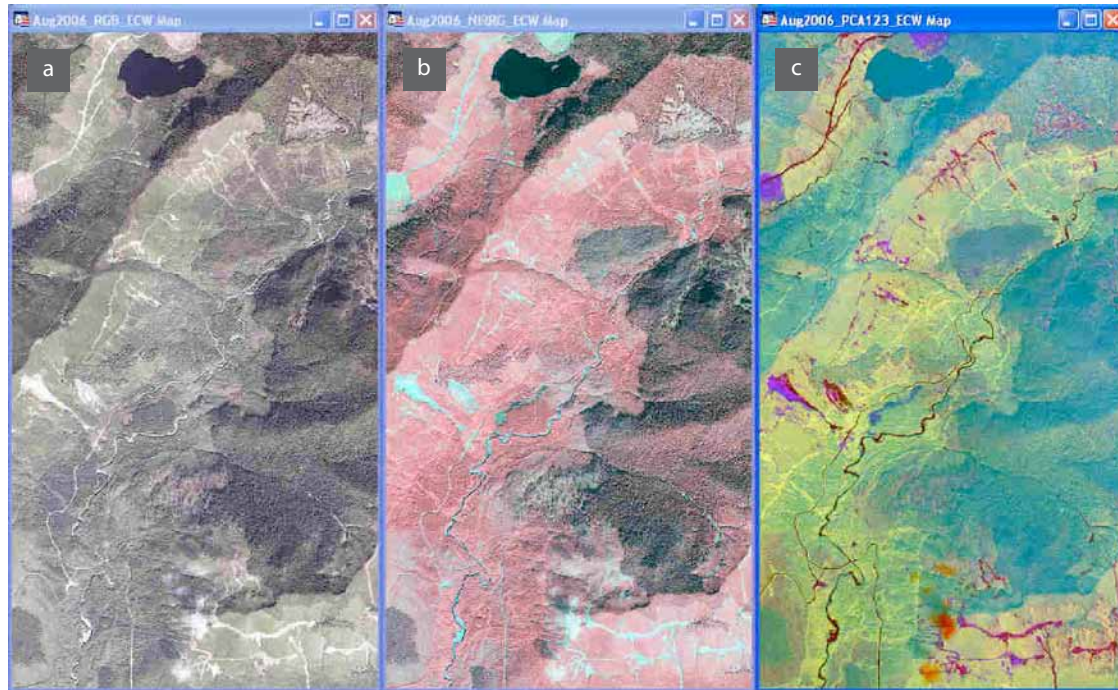 Aug2006_RGB_ECW Map
Aug2006_NIRRG_ECW Map
Aug2006_PCA123_ECW Map
a
b
c